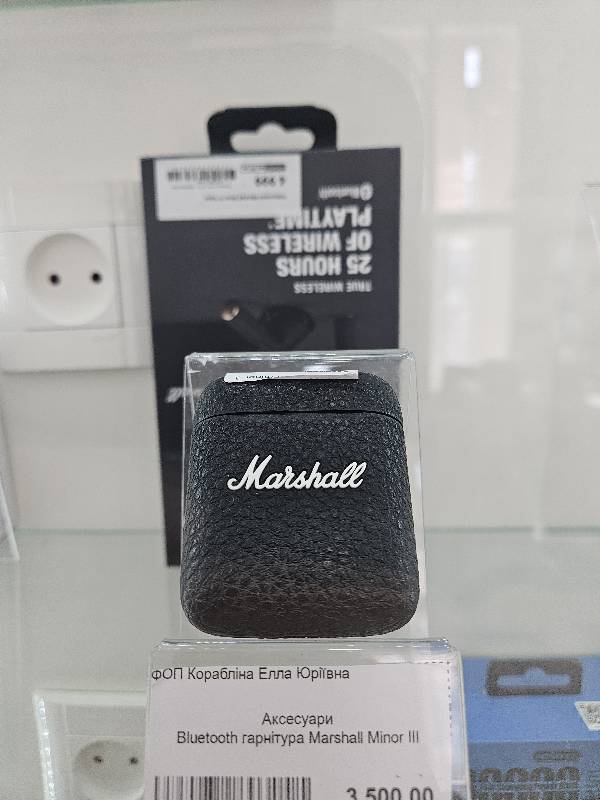 TRUE WIRELESS
25 HOURS
OF WIRELESS
PLAYTIME*
Bluetooth
Marshall
ФОП Корабліна Елла Юріївна
Аксесуари
Bluetooth гарнітура Marshall Minor III
3 500.00